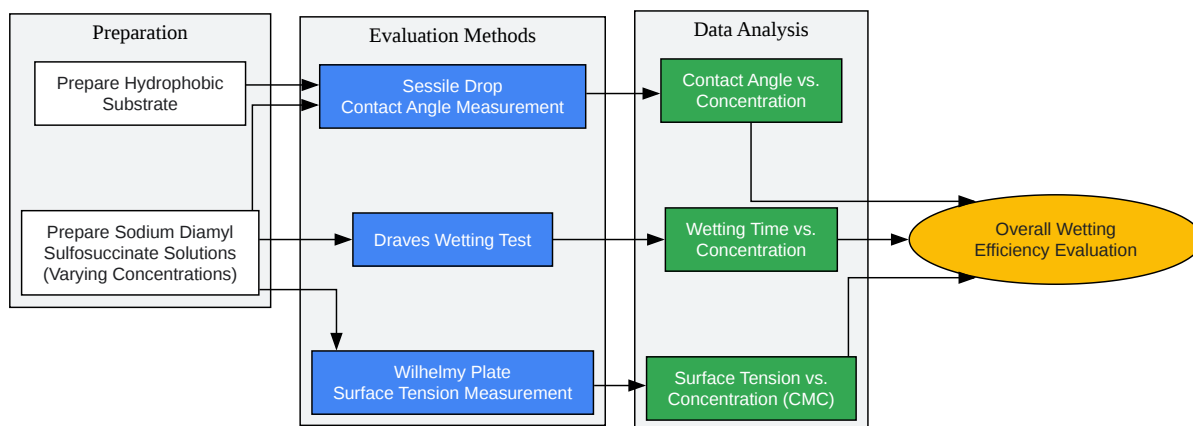 Preparation
Prepare Hydrophobic
Substrate
Prepare Sodium Diamyl
Sulfosuccinate Solutions
(Varying Concentrations)
Evaluation Methods
Sessile Drop
Contact Angle Measurement
Draves Wetting Test
Wilhelmy Plate
Surface Tension Measurement
Data Analysis
Contact Angle vs.
Concentration
Wetting Time vs.
Concentration
Surface Tension vs.
Concentration (CMC)
Overall Wetting
Efficiency Evaluation